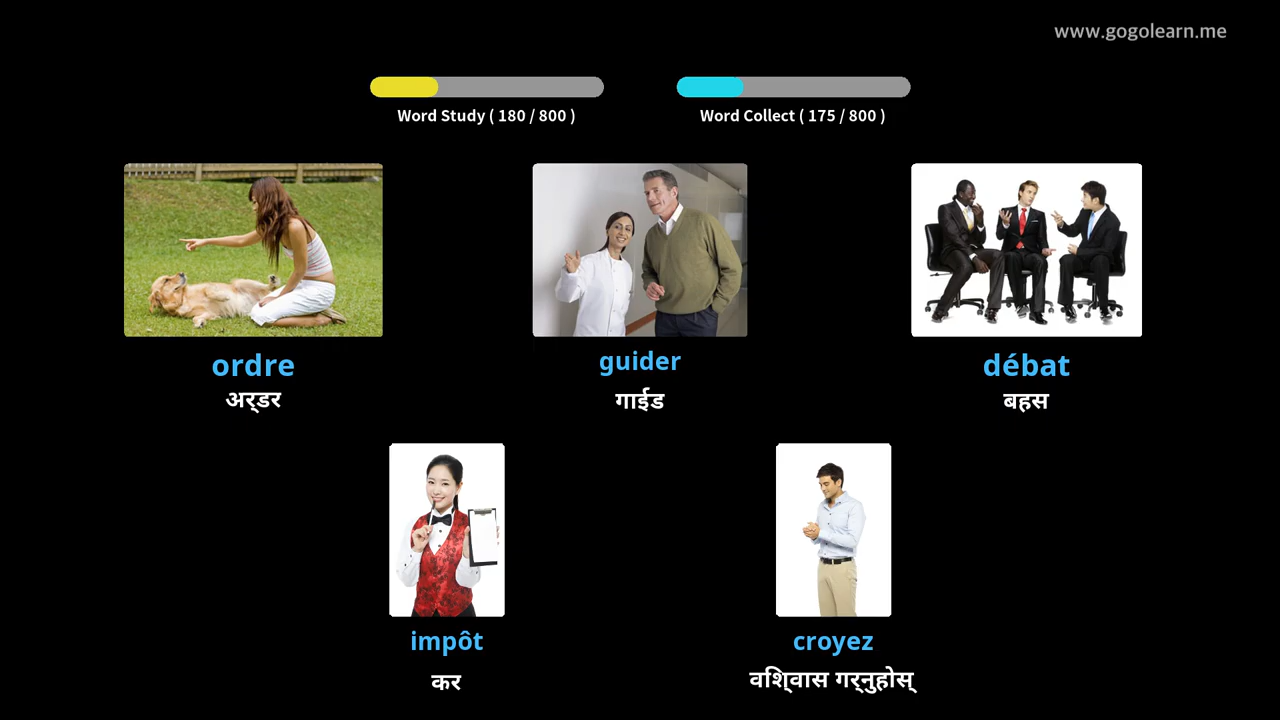 www.gogolearn.me
Word Study ( 180 / 800 )
Word Collect ( 175 / 800 )
ordre
अर्डर
guider
गाईड
débat
बहस
impôt
कर
croyez
विश्वास गर्नुहोस्